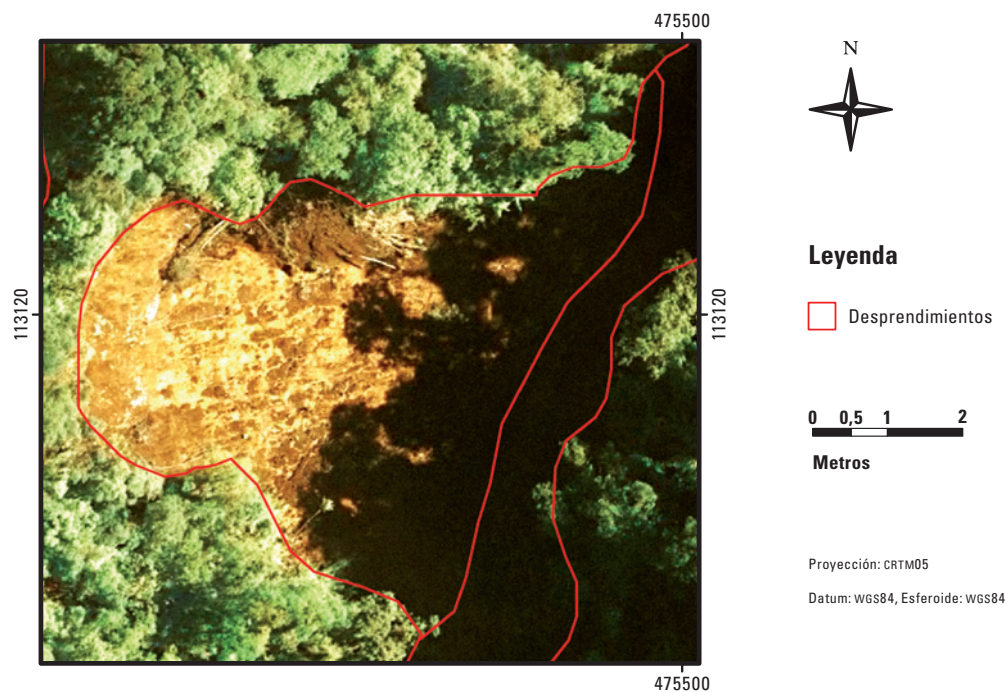 475500
N
113120
113120
Leyenda
Desprendimientos
0 0,5 1 2
Metros
Proyección: CRTM05
Datum: WGS84, Esferoide: WGS84
475500